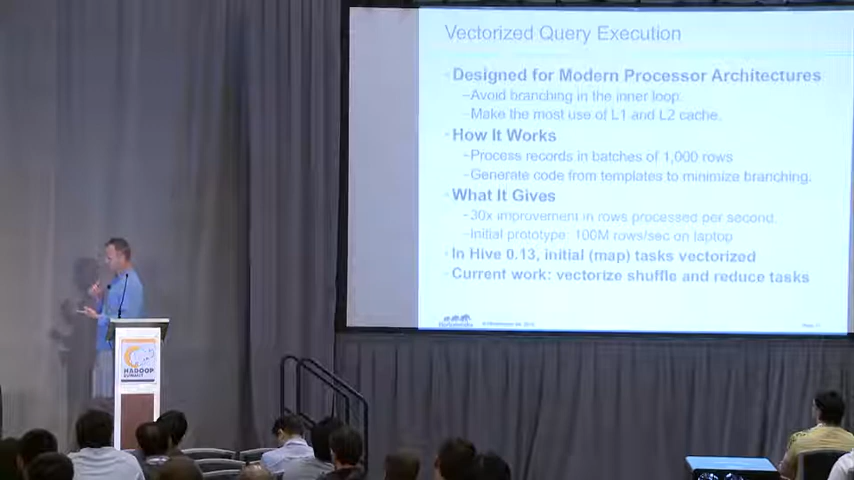 Vectorized Query Execution
Designed for Modern Processor Architectures
–Avoid branching in the inner loop.
–Make the most use of L1 and L2 cache.
How It Works
–Process records in batches of 1,000 rows
–Generate code from templates to minimize branching.
What It Gives
–30x improvement in rows processed per second.
–Initial prototype: 100M rows/sec on laptop
In Hive 0.13, initial (map) tasks vectorized
Current work: vectorize shuffle and reduce tasks
Hortonworks
HADOOP
SUMMIT